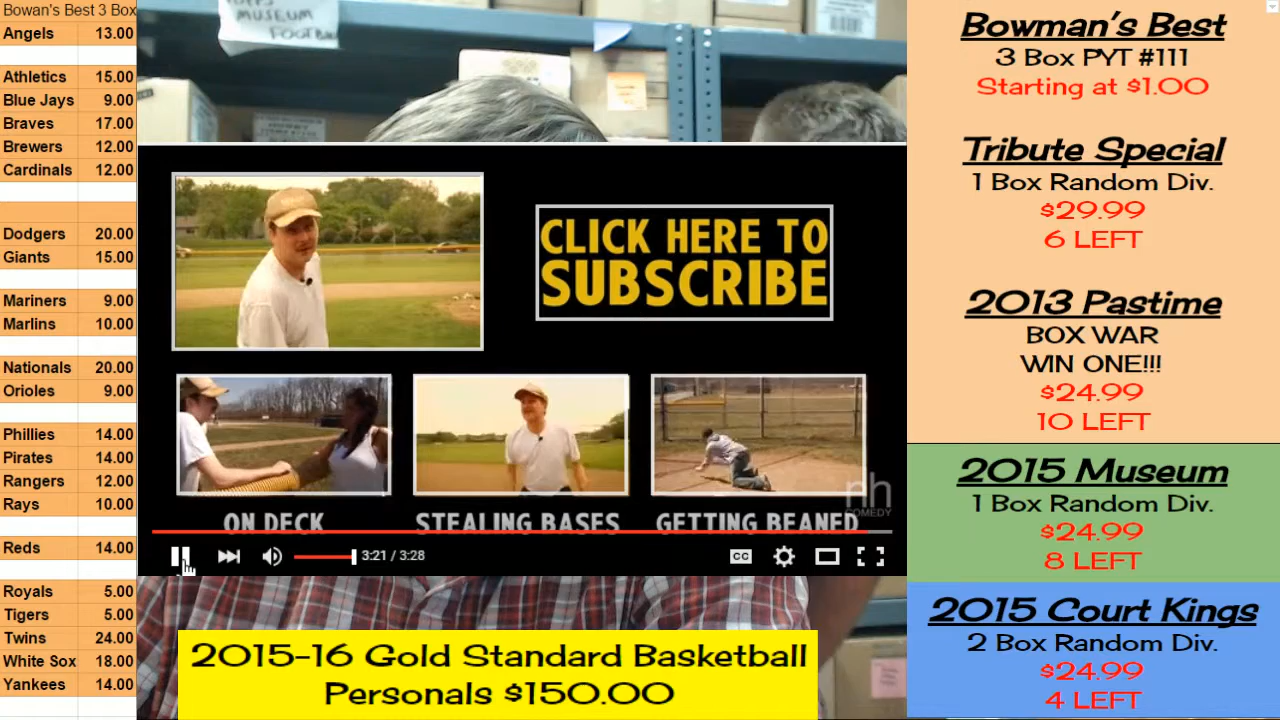 Bowan's Best 3 Box
Angels 13.00
Athletics 15.00
Blue Jays 9.00
Braves 17.00
Brewers 12.00
Cardinals 12.00
Dodgers 20.00
Giants 15.00
Mariners 9.00
Marlins 10.00
Nationals 20.00
Orioles 9.00
Phillies 14.00
Pirates 14.00
Rangers 12.00
Rays 10.00
Reds 14.00
Royals 5.00
Tigers 5.00
Twins 24.00
White Sox 18.00
Yankees 14.00
MUSEUM
FOOTBALL
CLICK HERE TO
SUBSCRIBE
ON DECK
STEALING BASES
GETTING BEANED
nh
COMEDY
3:21 / 3:28
CC
2015-16 Gold Standard Basketball
Personals $150.00
Bowman's Best
3 Box PYT #111
Starting at $1.00
Tribute Special
1 Box Random Div.
$29.99
6 LEFT
2013 Pastime
BOX WAR
WIN ONE!!!
$24.99
10 LEFT
2015 Museum
1 Box Random Div.
$24.99
8 LEFT
2015 Court Kings
2 Box Random Div.
$24.99
4 LEFT